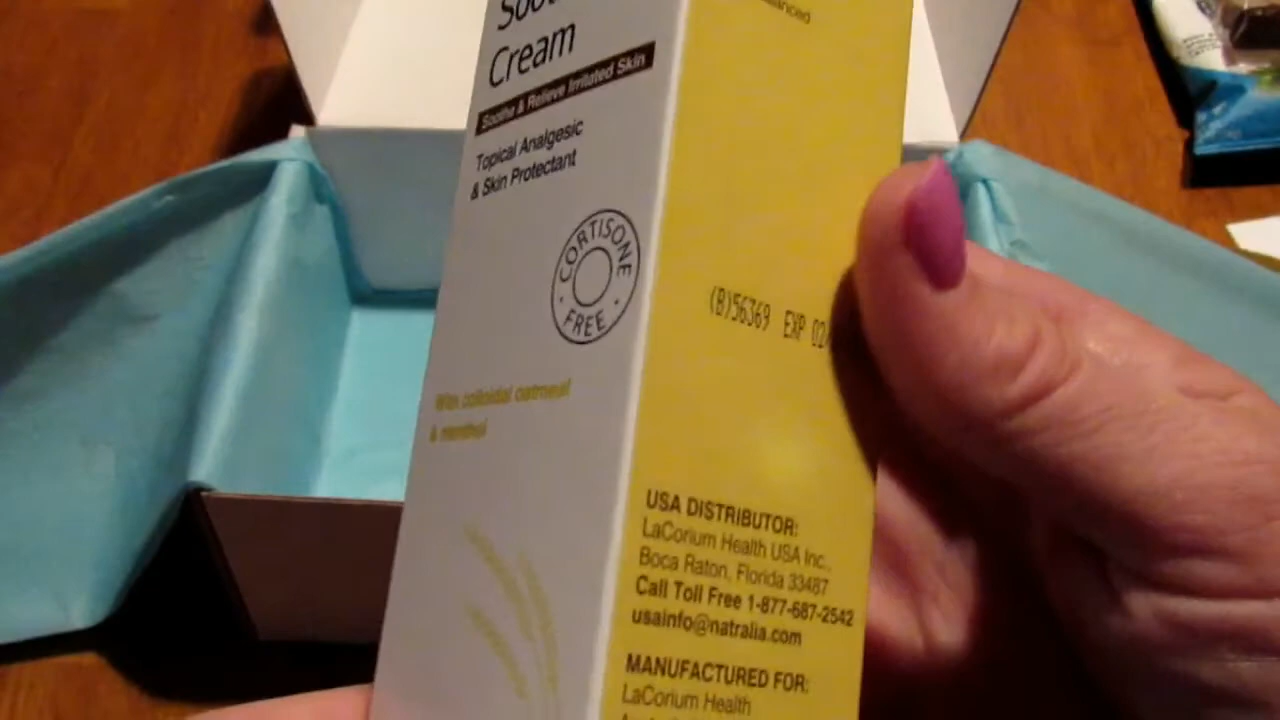 Cream
Soothe & Relieve Irritated Skin
Topical Analgesic
& Skin Protectant
CORTISONE
FREE
With colloidal oatmeal
& menthol
(B)56369 EXP 02
USA DISTRIBUTOR:
LaCorium Health USA Inc.,
Boca Raton, Florida 33487
Call Toll Free 1-877-687-2542
usainfo@natralia.com
MANUFACTURED FOR:
LaCorium Health